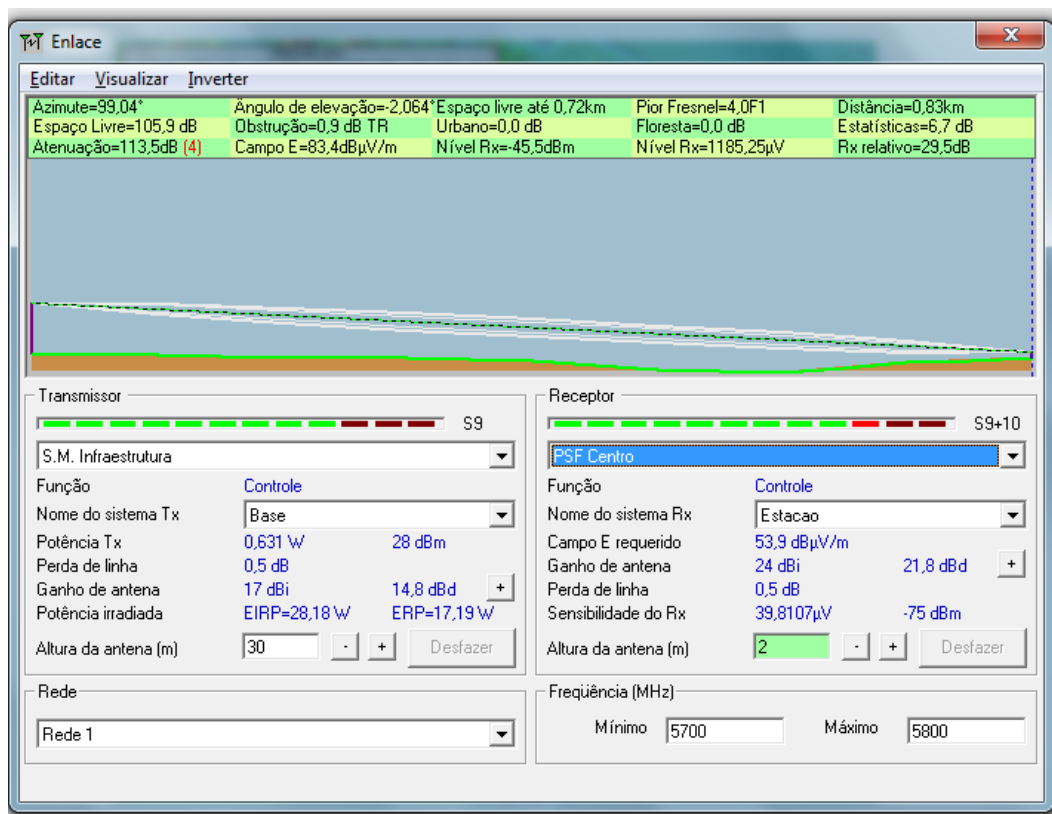 Enlace
Editar Visualizar Inverter
Azimute=99,04° Ângulo de elevação=-2,064° Espaço livre até 0,72km Pior Fresnel=4,0F1 Distância=0,83km
Espaço Livre=105,9 dB Obstrução=0,9 dB TR Urbano=0,0 dB Floresta=0,0 dB Estatísticas=6,7 dB
Atenuação=113,5dB (4) Campo E=83,4dBµV/m Nível Rx=-45,5dBm Nível Rx=1185,25µV Rx relativo=29,5dB
Transmissor
S9
S.M. Infraestrutura
Função Controle
Nome do sistema Tx Base
Potência Tx 0,631 W 28 dBm
Perda de linha 0,5 dB
Ganho de antena 17 dBi 14,8 dBd +
Potência irradiada EIRP=28,18 W ERP=17,19 W
Altura da antena (m) 30 - + Desfazer
Receptor
S9+10
PSF Centro
Função Controle
Nome do sistema Rx Estacao
Campo E requerido 53,9 dBµV/m
Ganho de antena 24 dBi 21,8 dBd +
Perda de linha 0,5 dB
Sensibilidade do Rx 39,8107µV -75 dBm
Altura da antena (m) 2 - + Desfazer
Rede
Rede 1
Freqüência (MHz)
Mínimo 5700 Máximo 5800